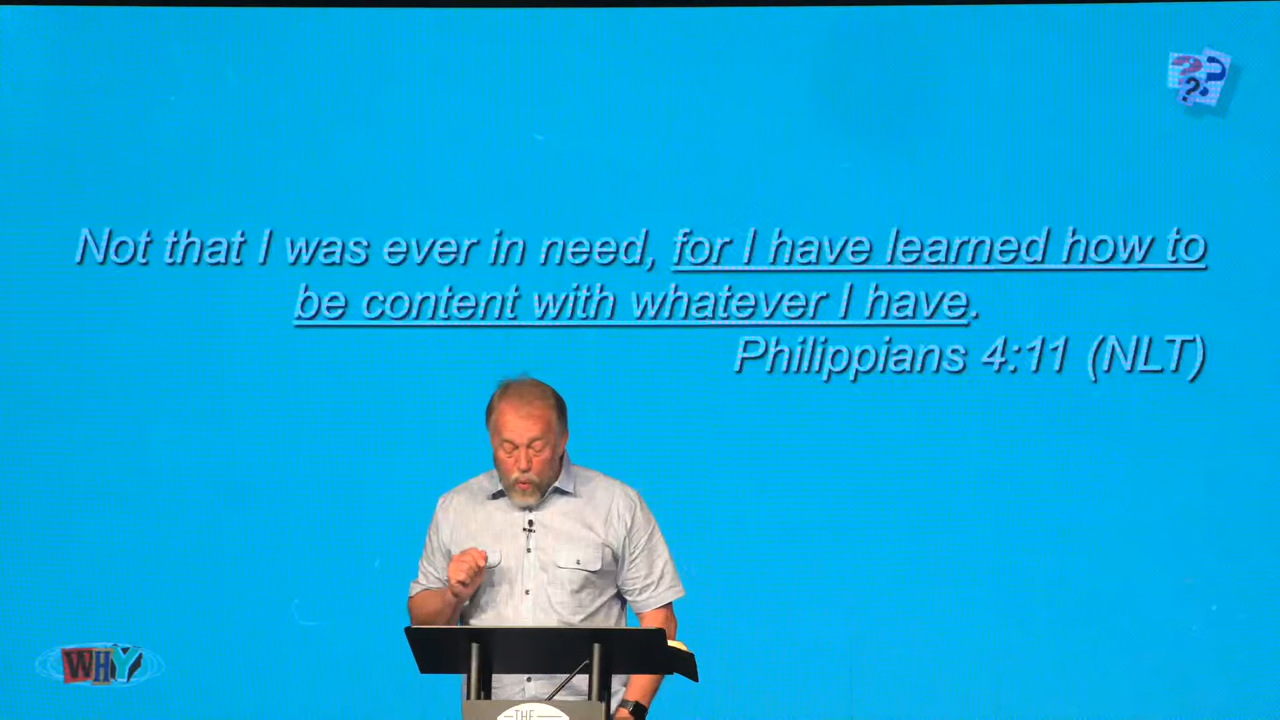 Not that I was ever in need, for I have learned how to
be content with whatever I have.
Philippians 4:11 (NLT)
WHY
THE